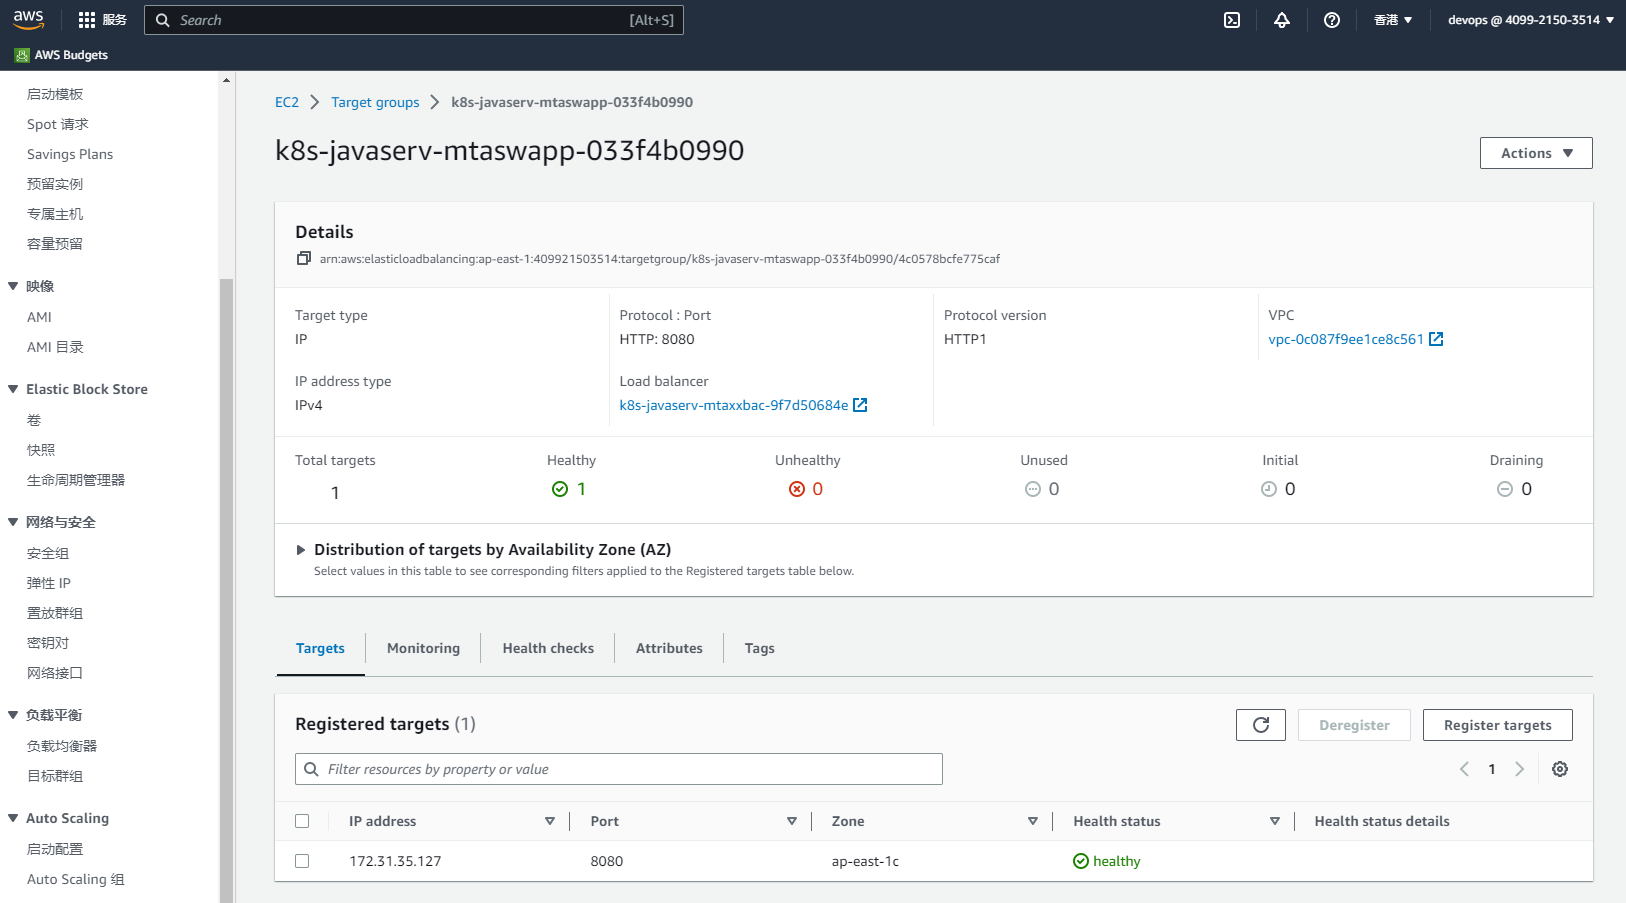 aws
服务
Search
[Alt+S]
香港
devops @ 4099-2150-3514
AWS Budgets
启动模板
Spot 请求
Savings Plans
预留实例
专属主机
容量预留
映像
AMI
AMI 目录
Elastic Block Store
卷
快照
生命周期管理器
网络与安全
安全组
弹性 IP
置放群组
密钥对
网络接口
负载平衡
负载均衡器
目标群组
Auto Scaling
启动配置
Auto Scaling 组
EC2 > Target groups > k8s-javaserv-mtaswapp-033f4b0990
k8s-javaserv-mtaswapp-033f4b0990
Actions
Details
arn:aws:elasticloadbalancing:ap-east-1:409921503514:targetgroup/k8s-javaserv-mtaswapp-033f4b0990/4c0578bcfe775caf
Target type
IP
Protocol : Port
HTTP: 8080
Protocol version
HTTP1
VPC
vpc-0c087f9ee1ce8c561
IP address type
IPv4
Load balancer
k8s-javaserv-mtaxxbac-9f7d50684e
Total targets
1
Healthy
1
Unhealthy
0
Unused
0
Initial
0
Draining
0
Distribution of targets by Availability Zone (AZ)
Select values in this table to see corresponding filters applied to the Registered targets table below.
Targets
Monitoring
Health checks
Attributes
Tags
Registered targets (1)
Deregister
Register targets
Filter resources by property or value
1
IP address
Port
Zone
Health status
Health status details
172.31.35.127
8080
ap-east-1c
healthy